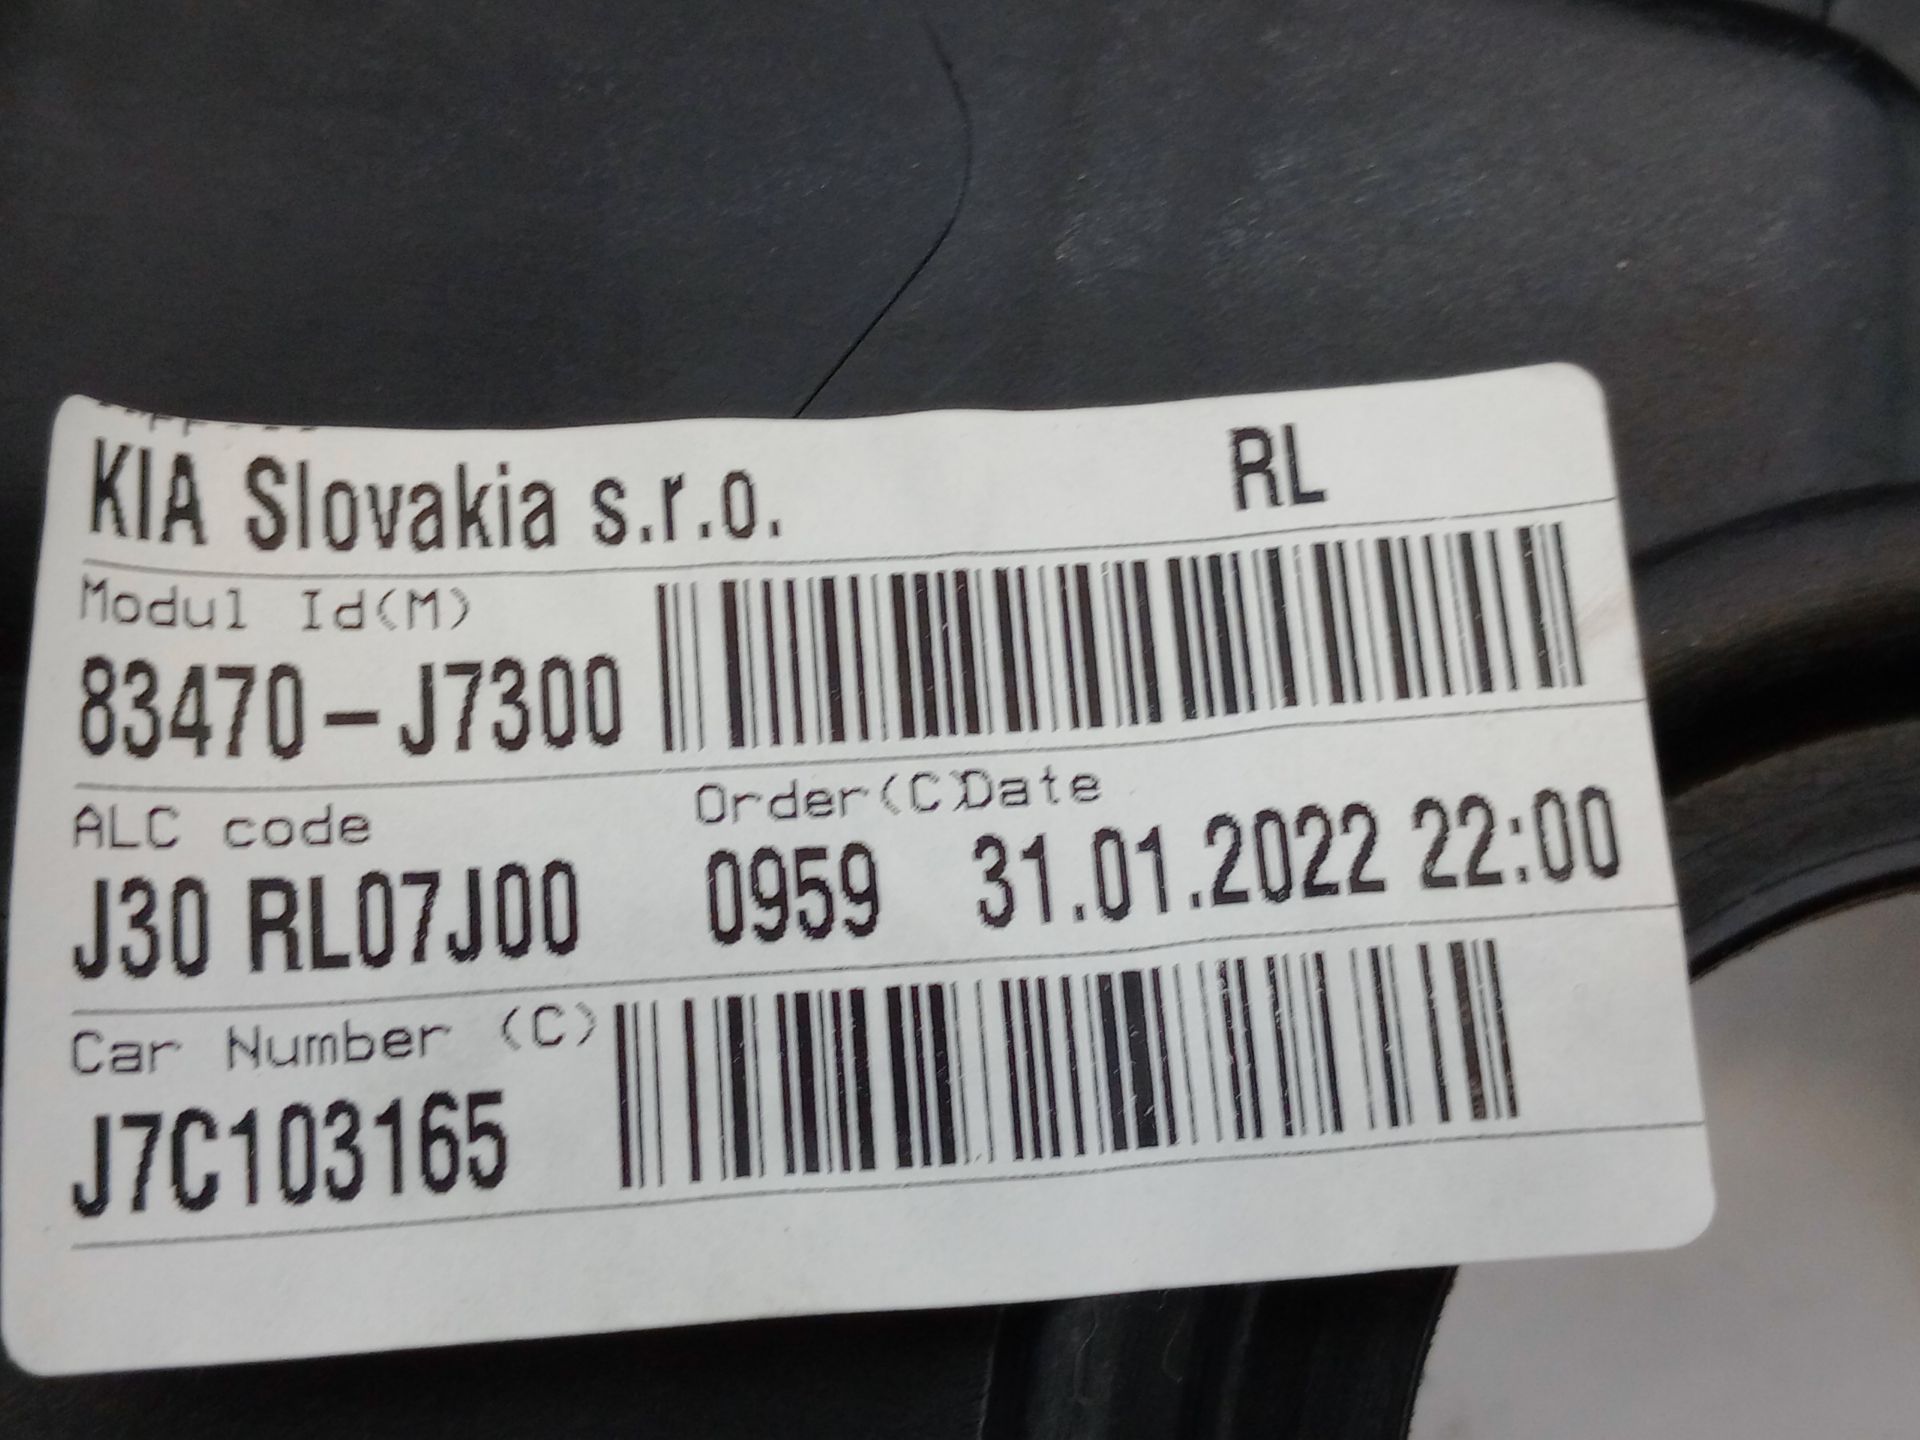 KIA Slovakia s.r.o. RL
Modul Id(M)
83470-J7300
ALC code Order(C)Date
J30 RL07J00 0959 31.01.2022 22:00
Car Number (C)
J7C103165